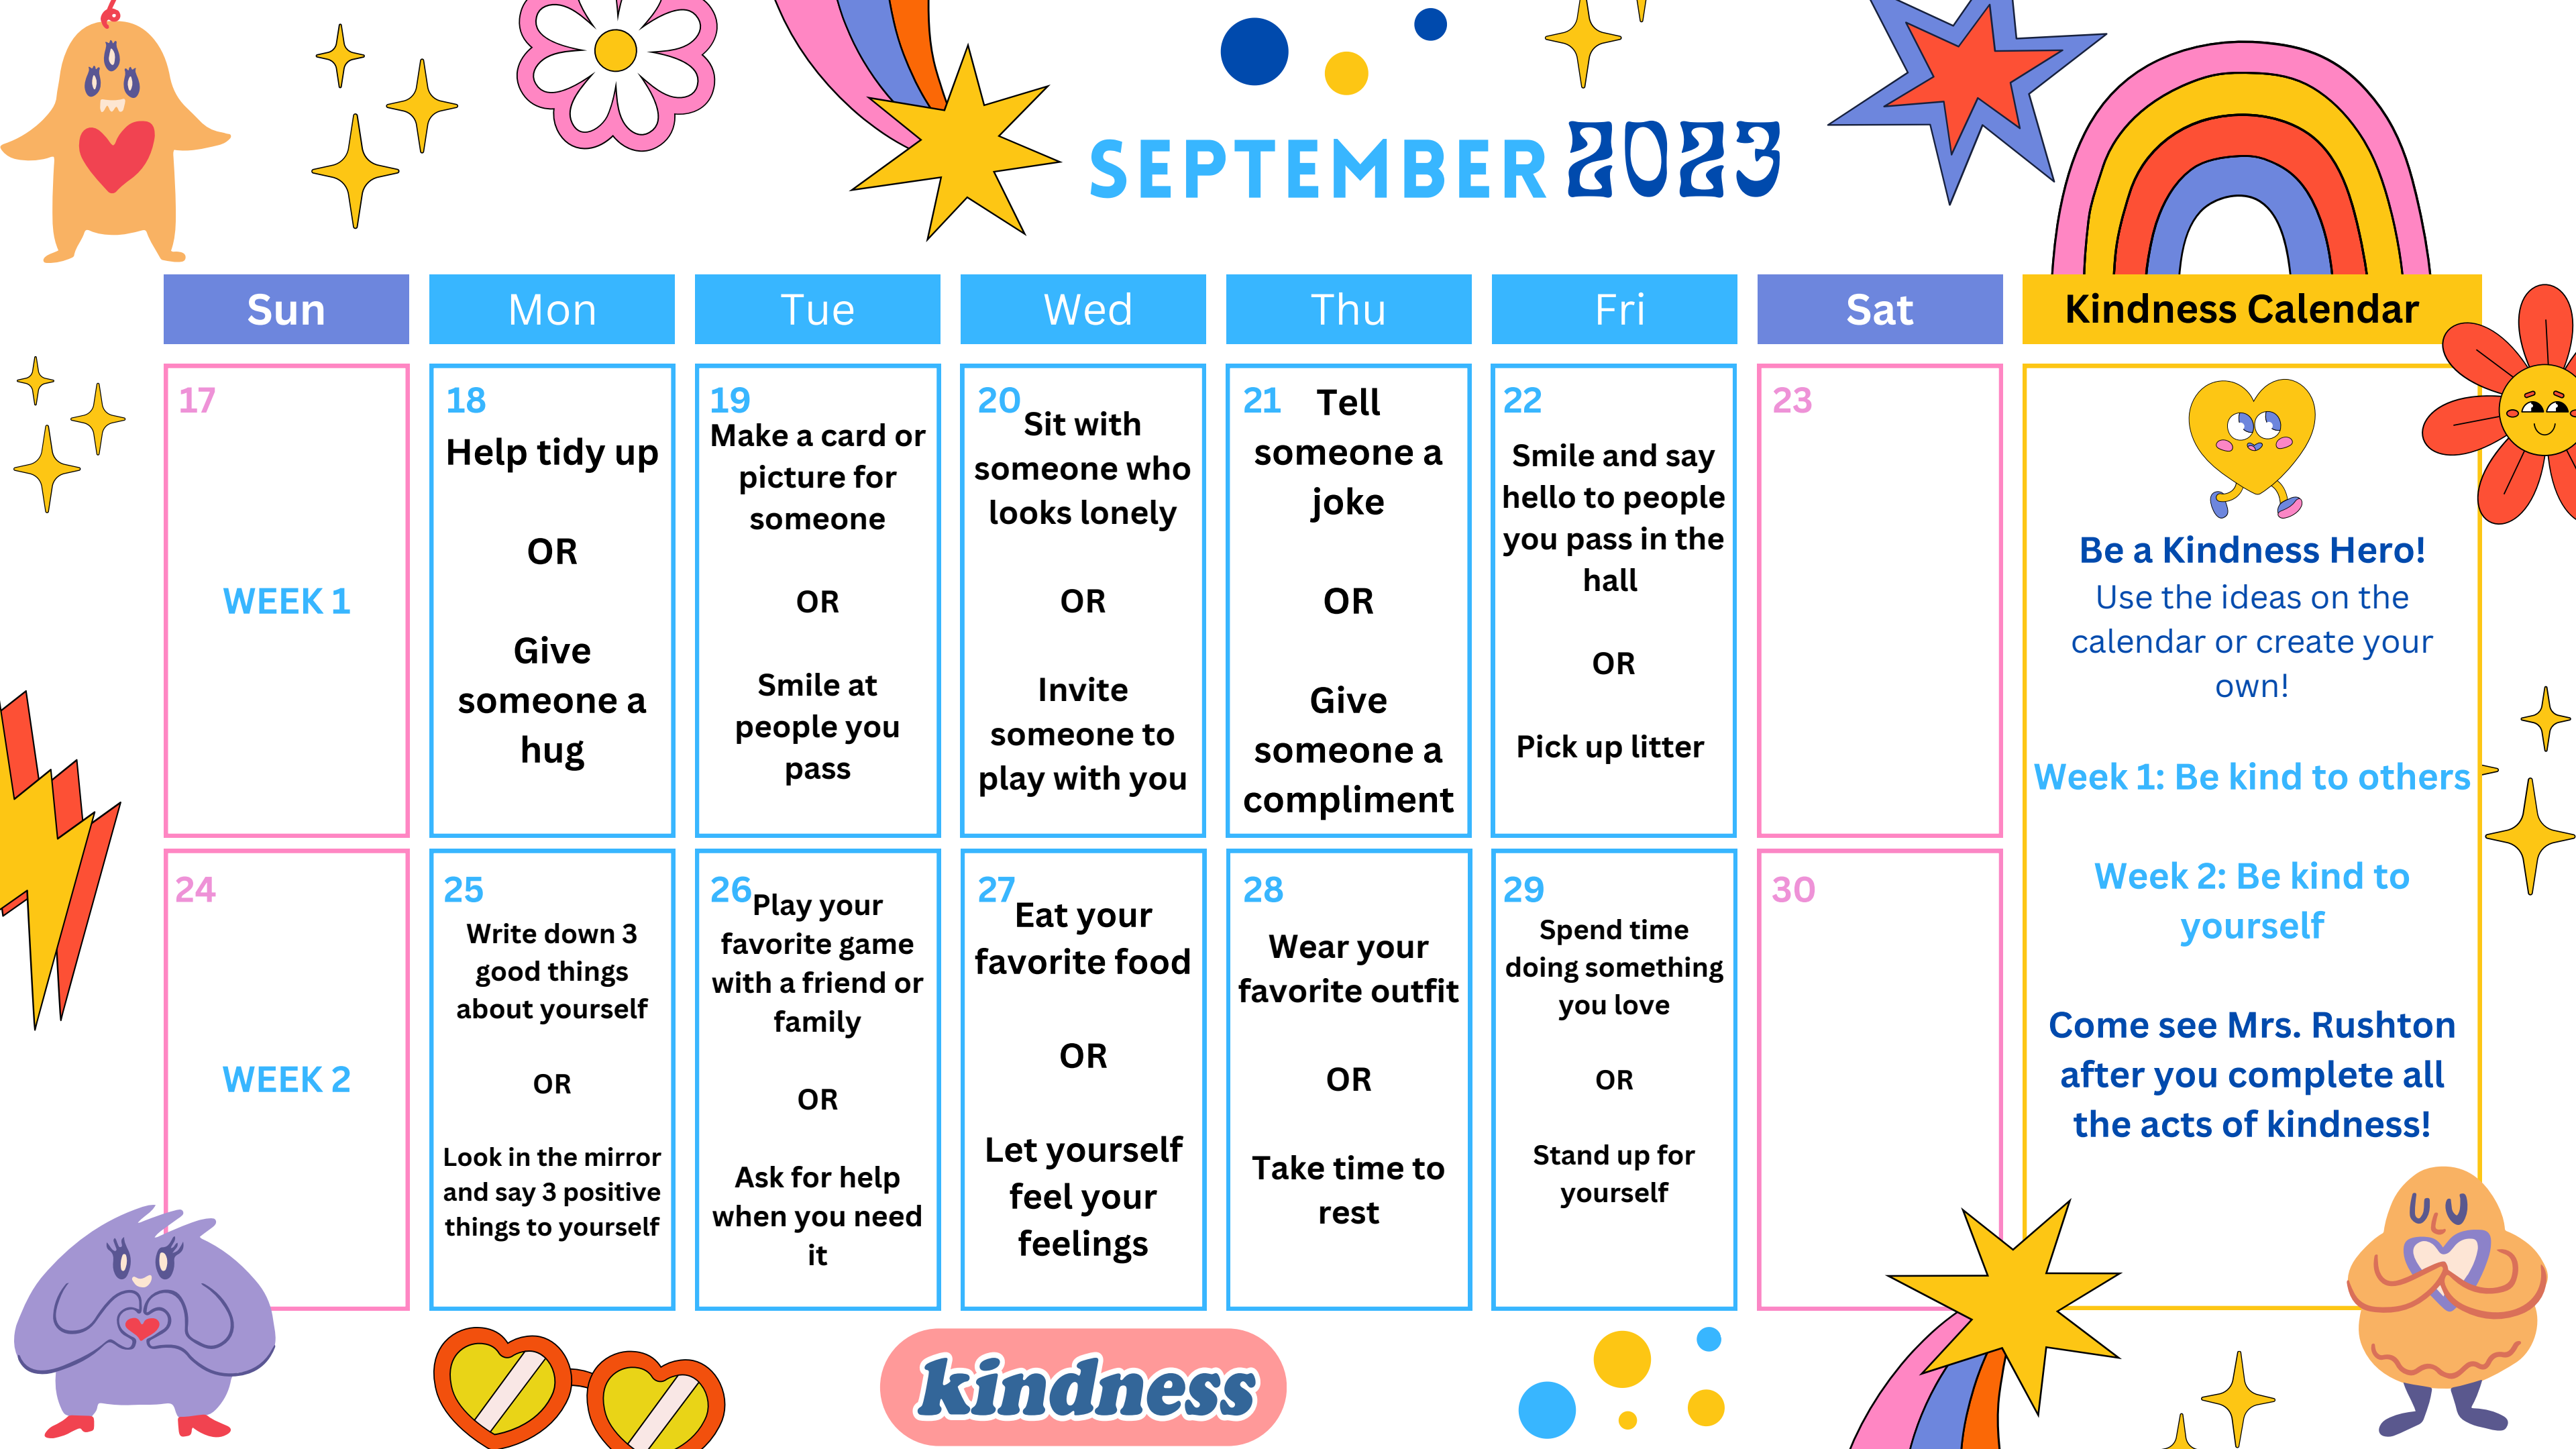 SEPTEMBER 2023
Sun
Mon
Tue
Wed
Thu
Fri
Sat
Kindness Calendar
17
WEEK 1
18
Help tidy up
OR
Give
someone a
hug
19
Make a card or
picture for
someone
OR
Smile at
people you
pass
20
Sit with
someone who
looks lonely
OR
Invite
someone to
play with you
21
Tell
someone a
joke
OR
Give
someone a
compliment
22
Smile and say
hello to people
you pass in the
hall
OR
Pick up litter
23
24
WEEK 2
25
Write down 3
good things
about yourself
OR
Look in the mirror
and say 3 positive
things to yourself
26
Play your
favorite game
with a friend or
family
OR
Ask for help
when you need
it
27
Eat your
favorite food
OR
Let yourself
feel your
feelings
28
Wear your
favorite outfit
OR
Take time to
rest
29
Spend time
doing something
you love
OR
Stand up for
yourself
30
Be a Kindness Hero!
Use the ideas on the
calendar or create your
own!
Week 1: Be kind to others
Week 2: Be kind to
yourself
Come see Mrs. Rushton
after you complete all
the acts of kindness!
kindness